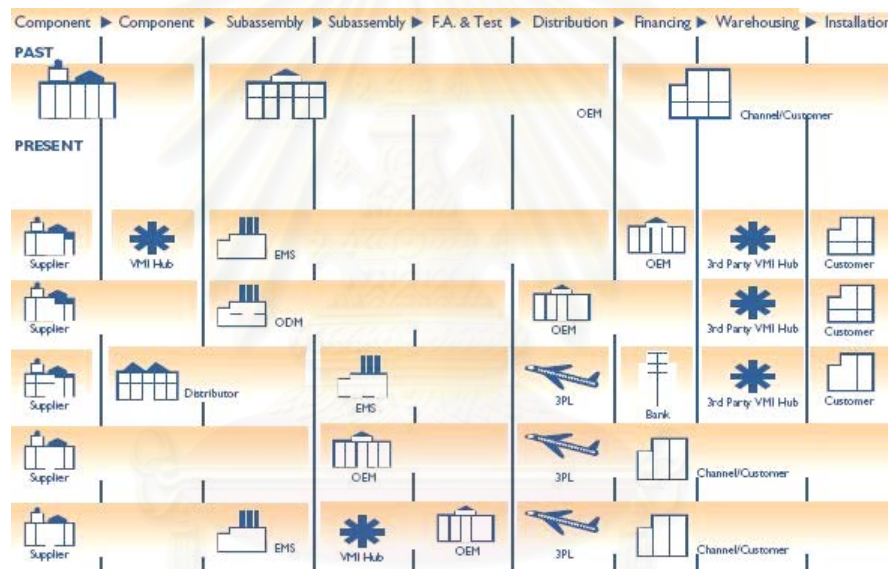 Component ▶ Component ▶ Subassembly ▶ Subassembly ▶ F.A. & Test ▶ Distribution ▶ Financing ▶ Warehousing ▶ Installation
PAST
OEM
Channel/Customer
PRESENT
Supplier VMI Hub EMS OEM 3rd Party VMI Hub Customer
Supplier ODM OEM 3rd Party VMI Hub Customer
Supplier Distributor EMS 3PL Bank 3rd Party VMI Hub Customer
Supplier OEM 3PL Channel/Customer
Supplier EMS VMI Hub OEM 3PL Channel/Customer